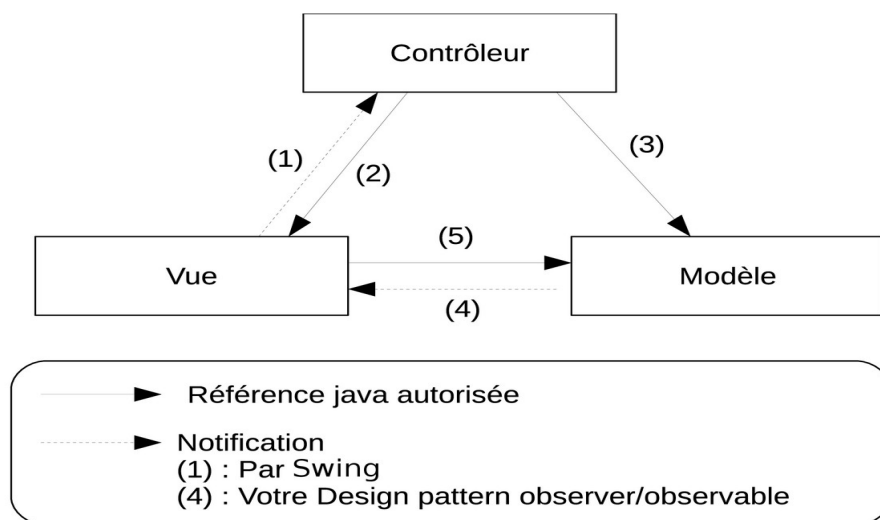 Contrôleur
(1)
(2)
(3)
Vue
(5)
(4)
Modèle
Référence java autorisée
Notification
(1) : Par Swing
(4) : Votre Design pattern observer/observable